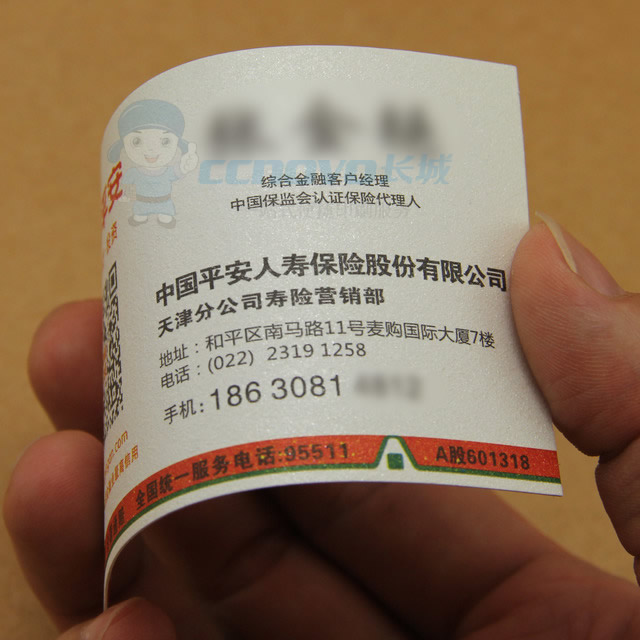 ccnovo长城
综合金融客户经理
中国保监会认证保险代理人
平安
中国平安人寿保险股份有限公司
天津分公司寿险营销部
地址：和平区南马路11号麦购国际大厦7楼
电话：(022) 2319 1258
手机：186 3081
全国统一服务电话:95511
A股601318